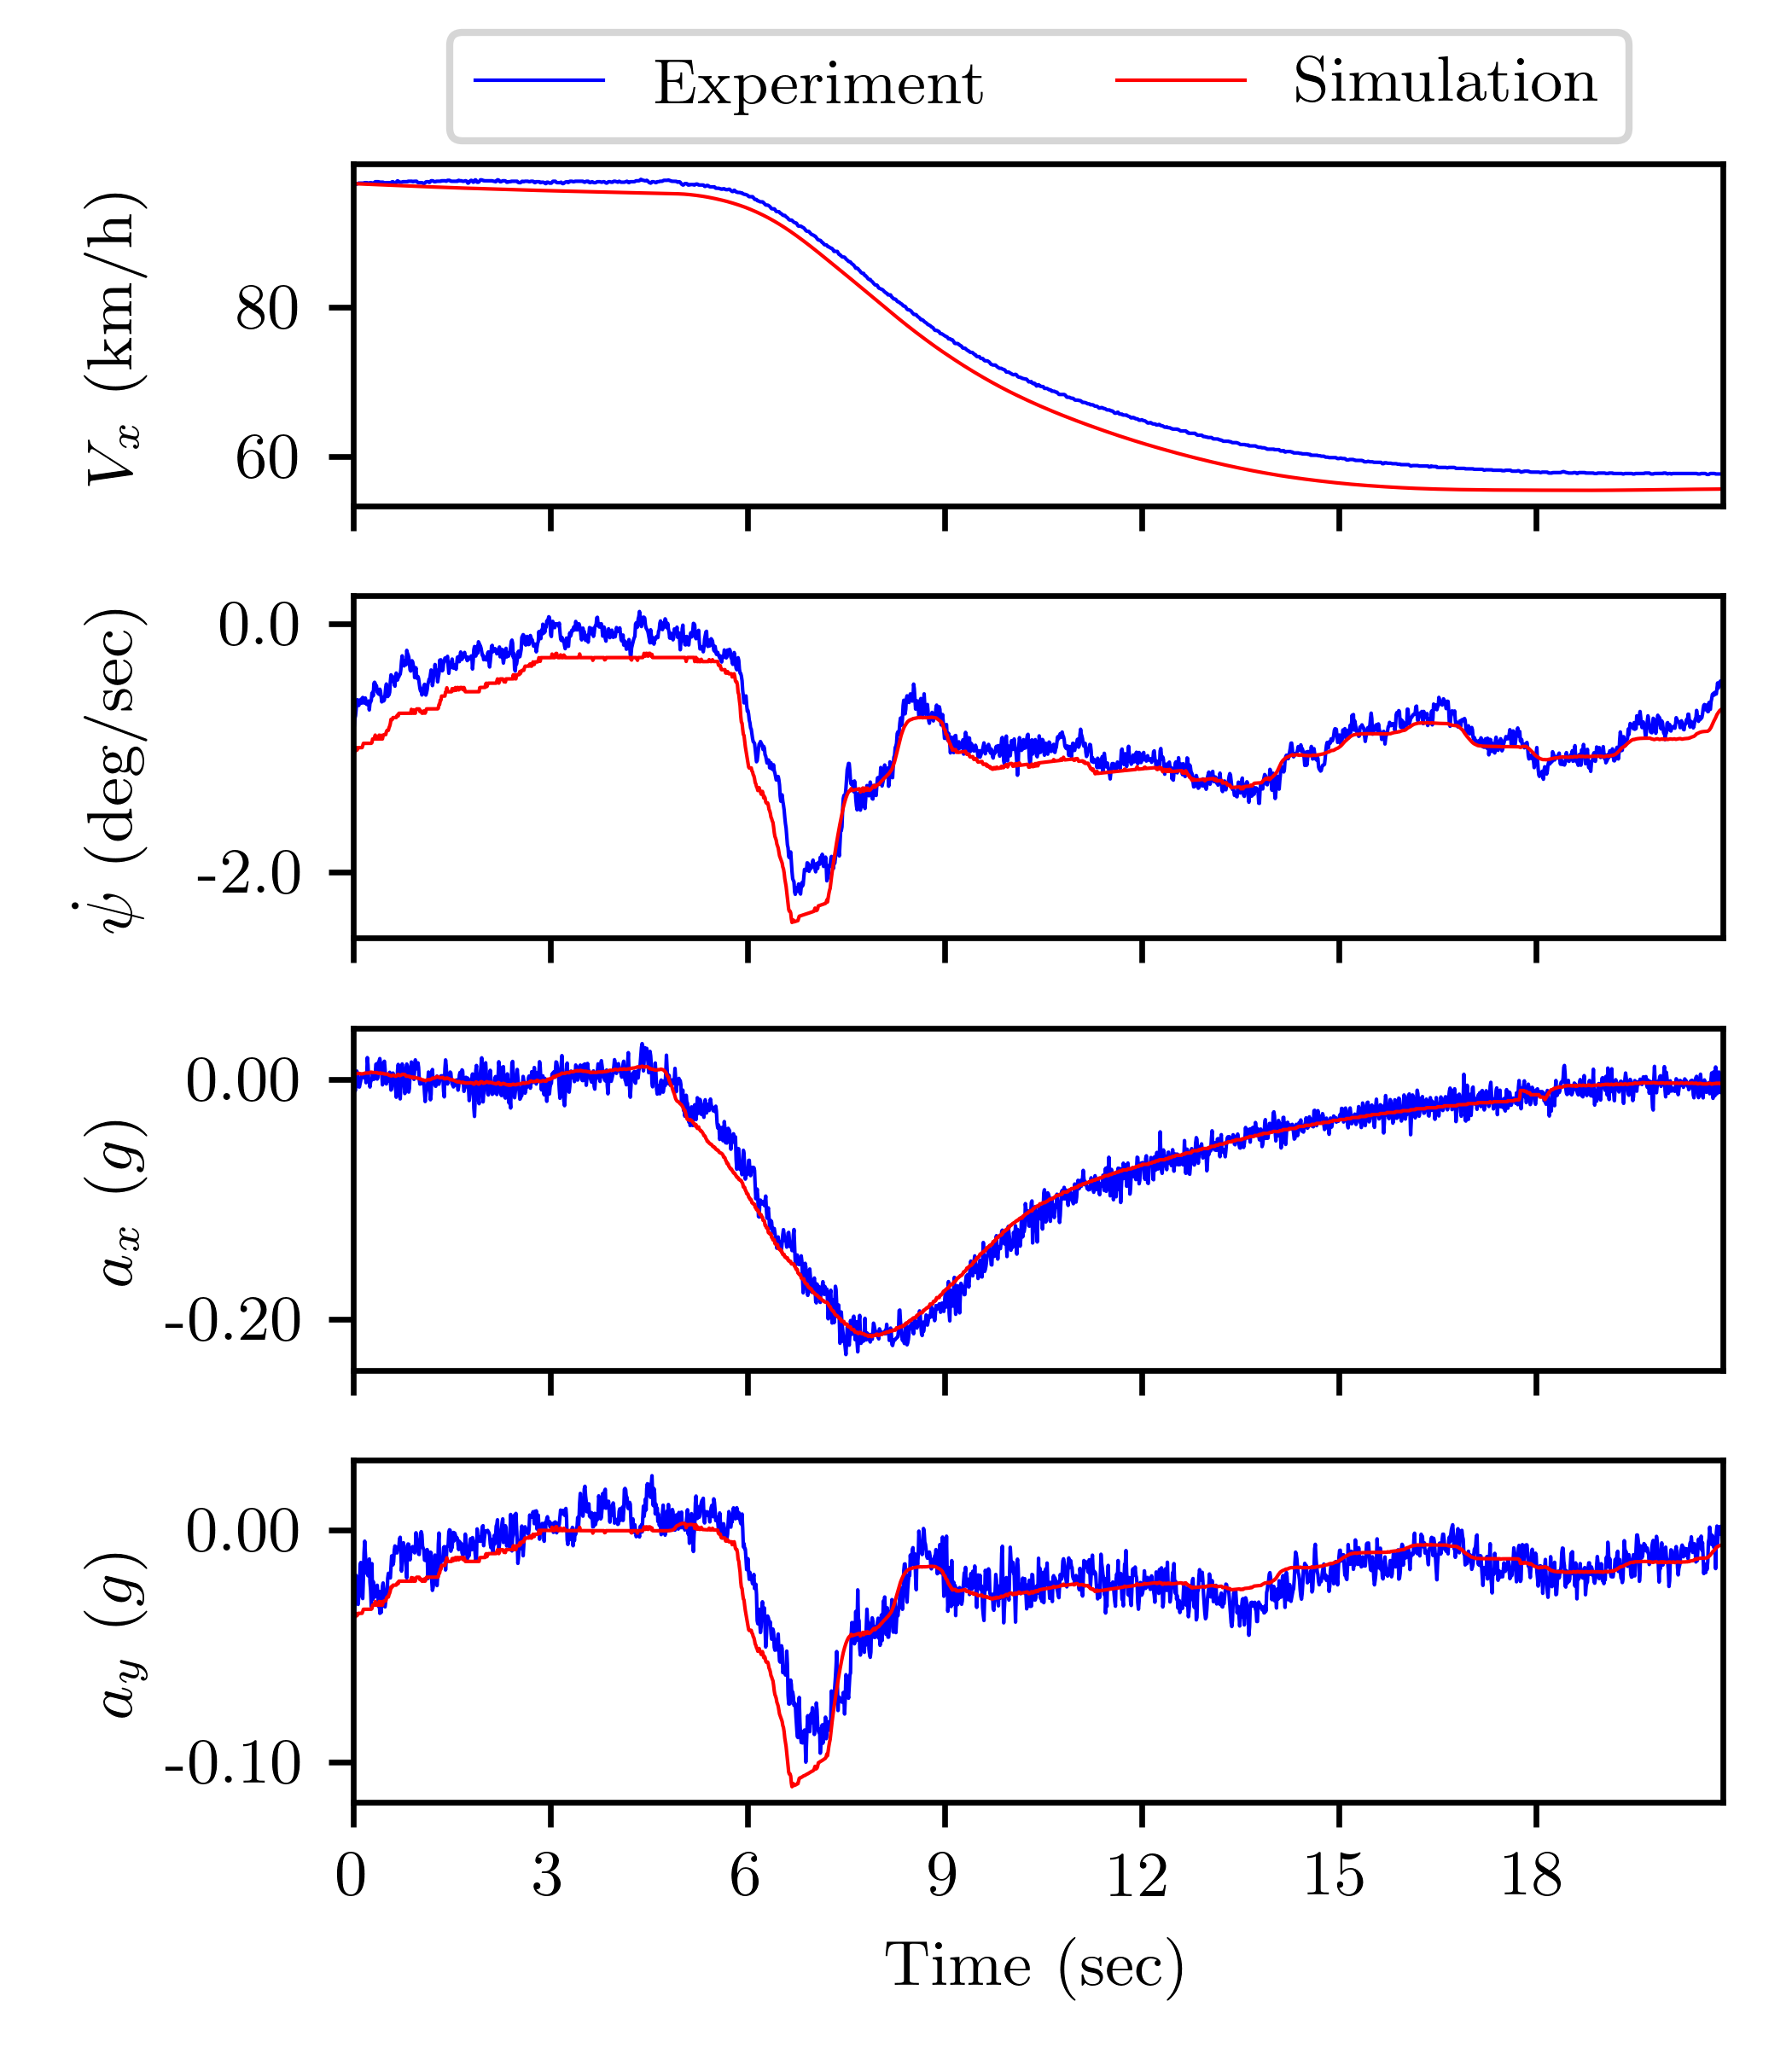 Experiment Simulation
V_x (km/h)
80
60
ψ̇ (deg/sec)
0.0
-2.0
a_x (g)
0.00
-0.20
a_y (g)
0.00
-0.10
0 3 6 9 12 15 18
Time (sec)